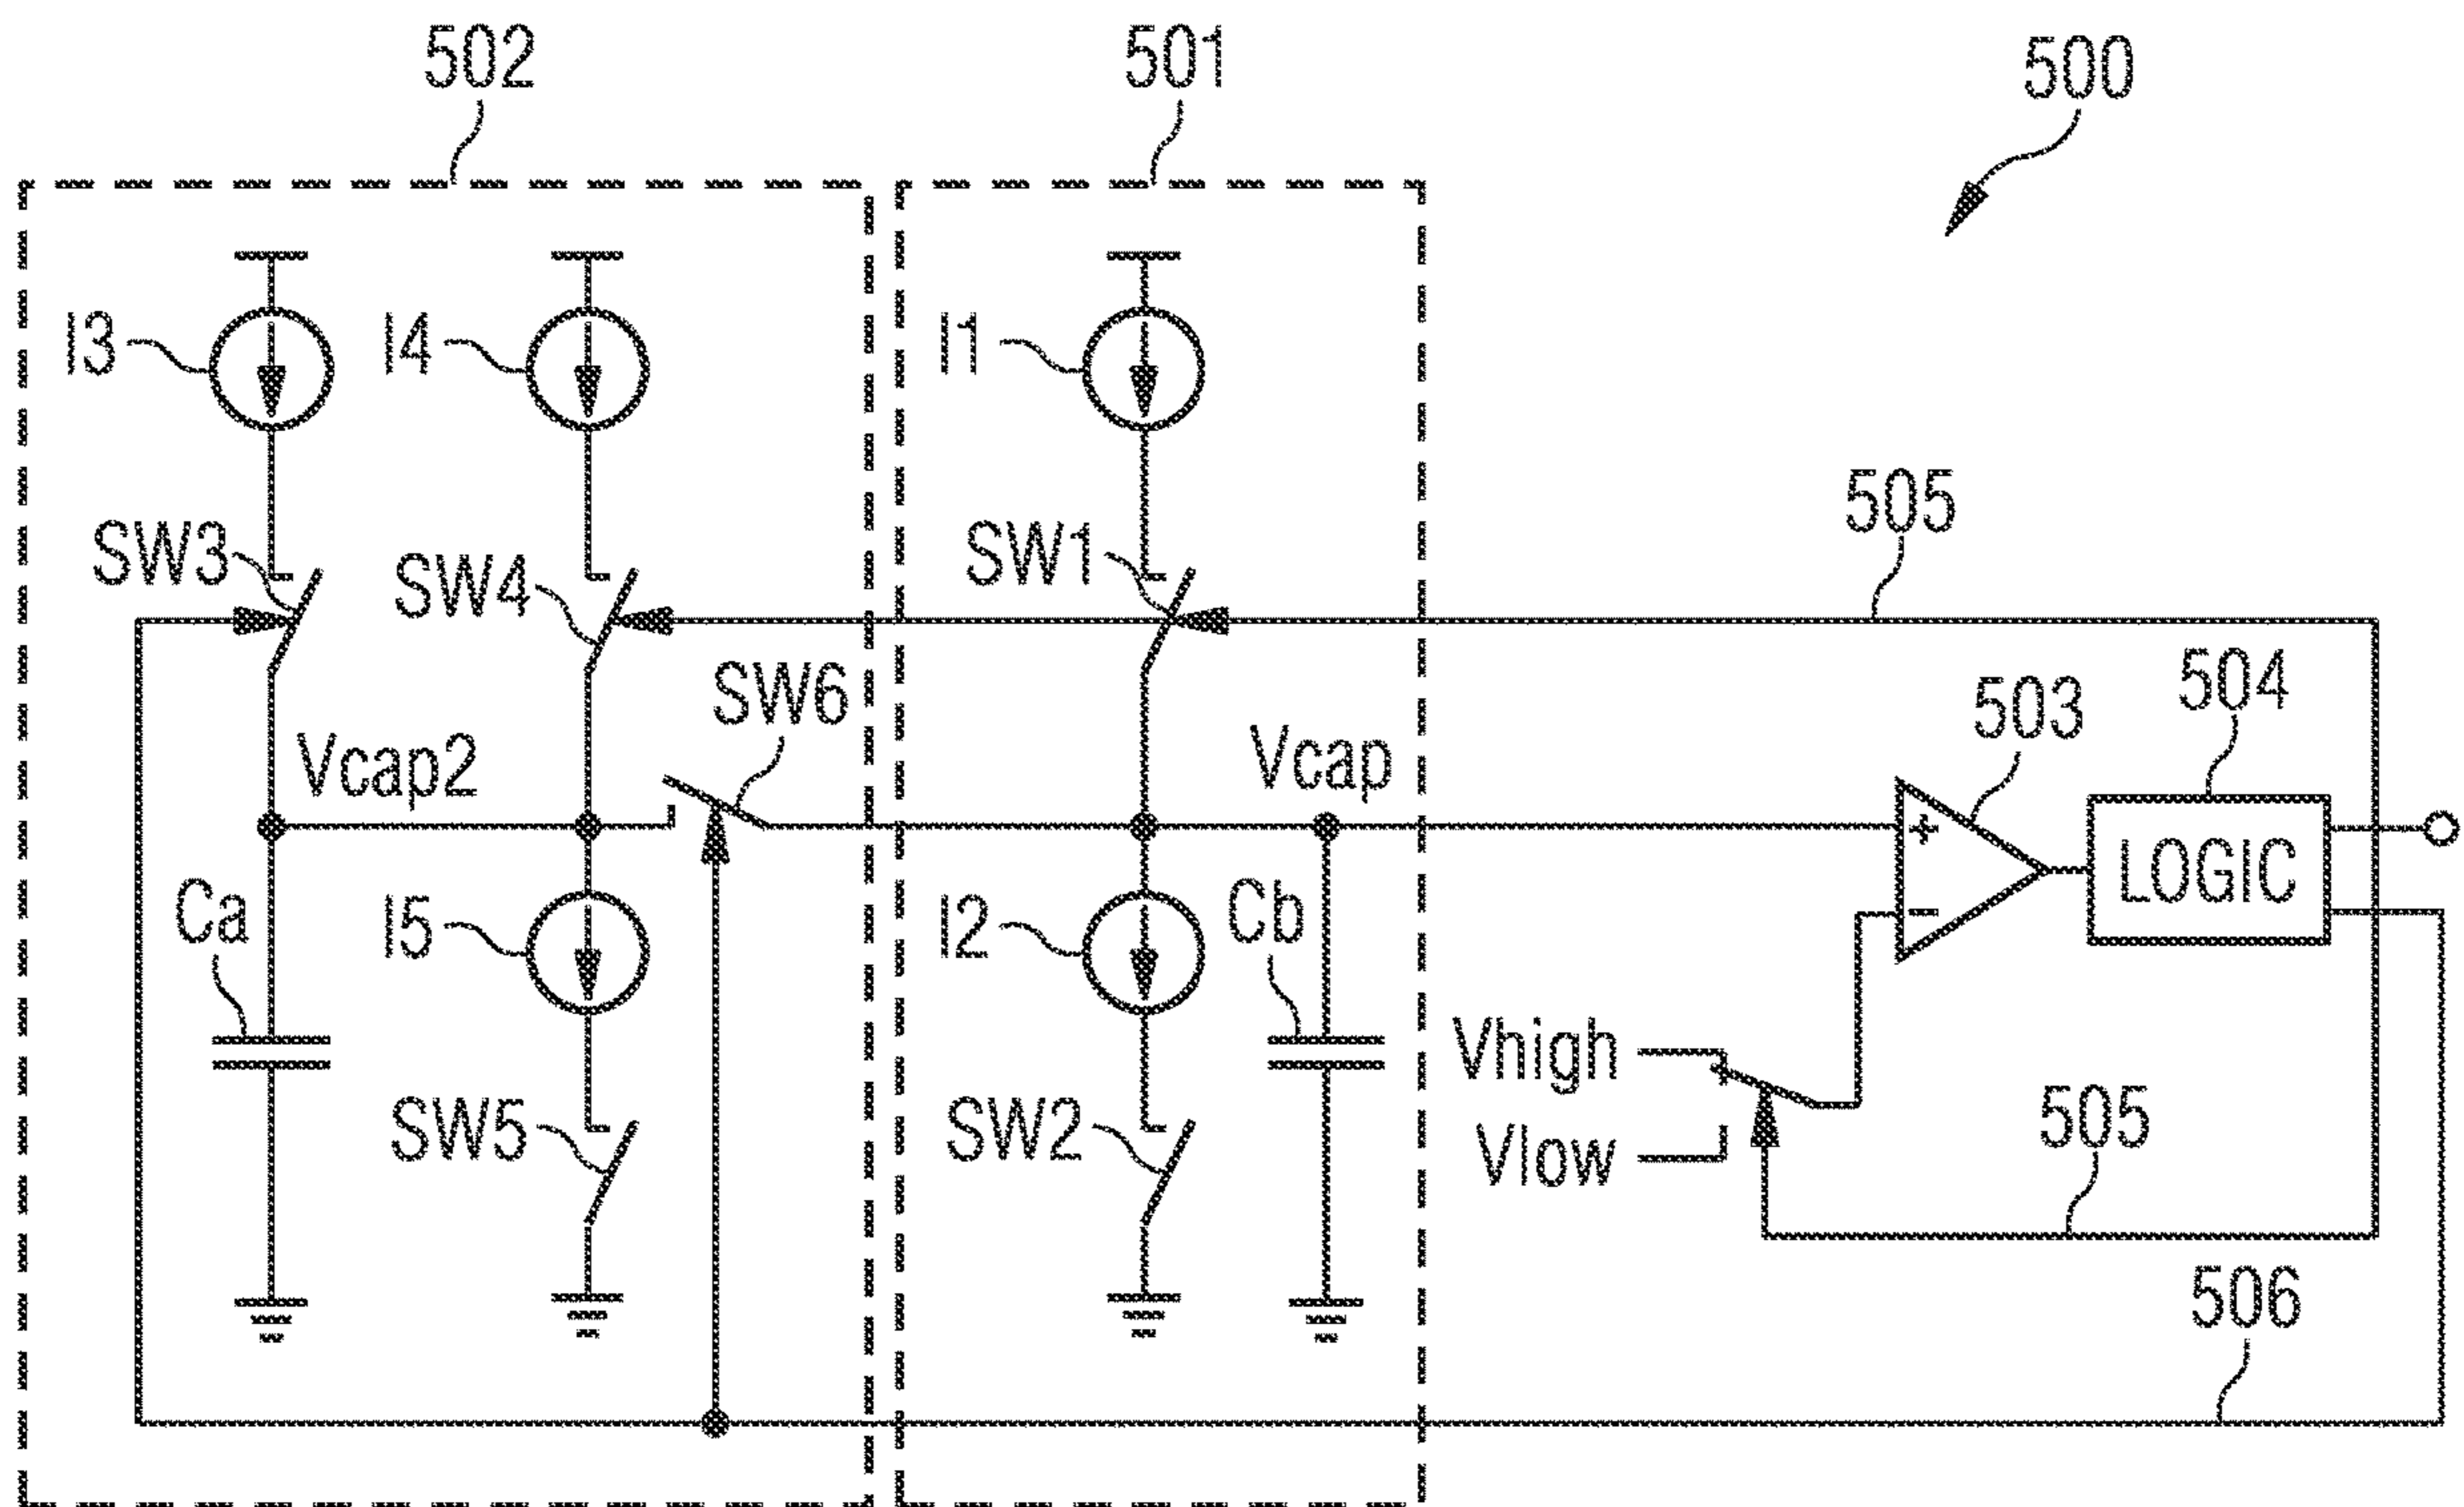 502
501
500
I3
I4
I1
505
SW3
SW4
SW1
SW6
503
504
Vcap2
Vcap
+
LOGIC
Ca
I5
I2
Cb
−
Vhigh
505
SW5
SW2
Vlow
506